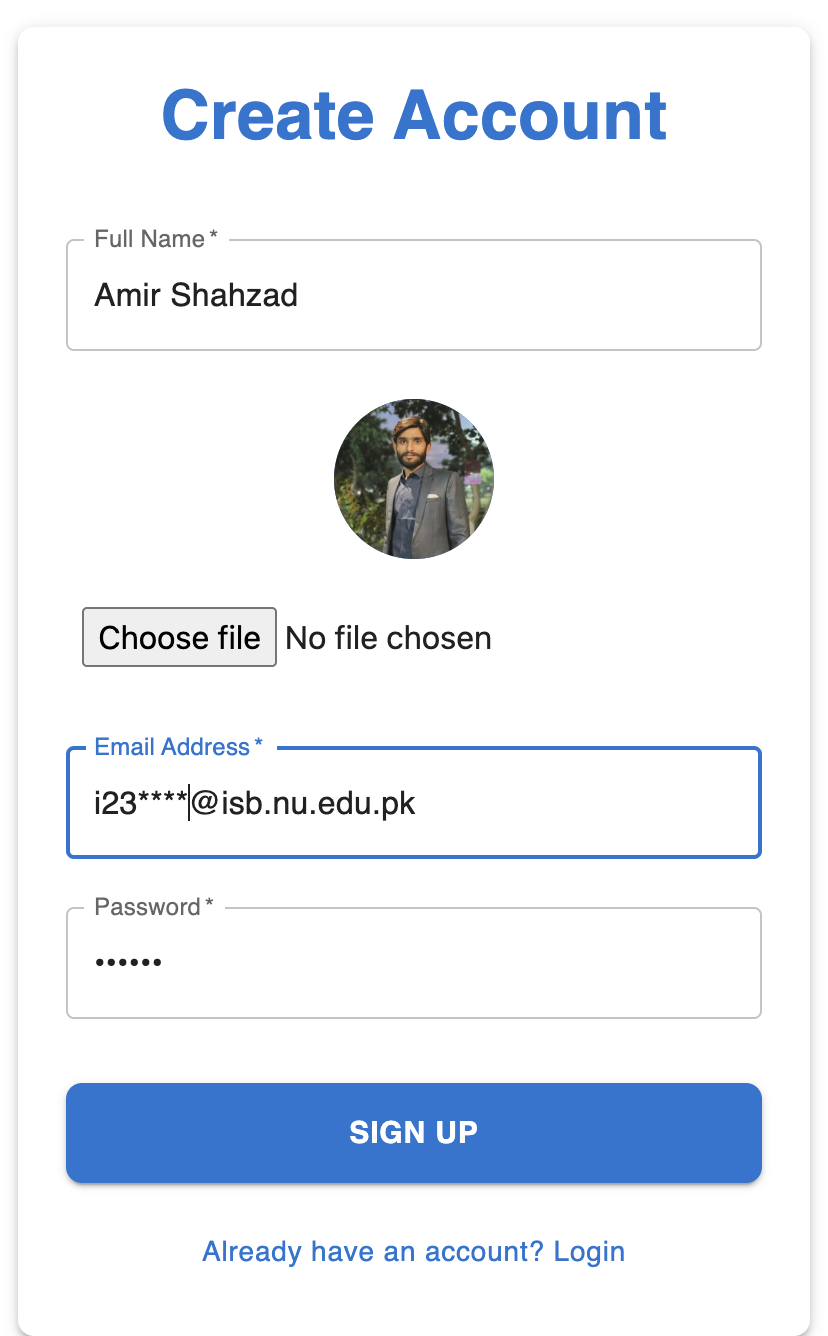 Create Account
Full Name *
Amir Shahzad
Choose file No file chosen
Email Address *
i23****@isb.nu.edu.pk
Password *
••••••
SIGN UP
Already have an account? Login